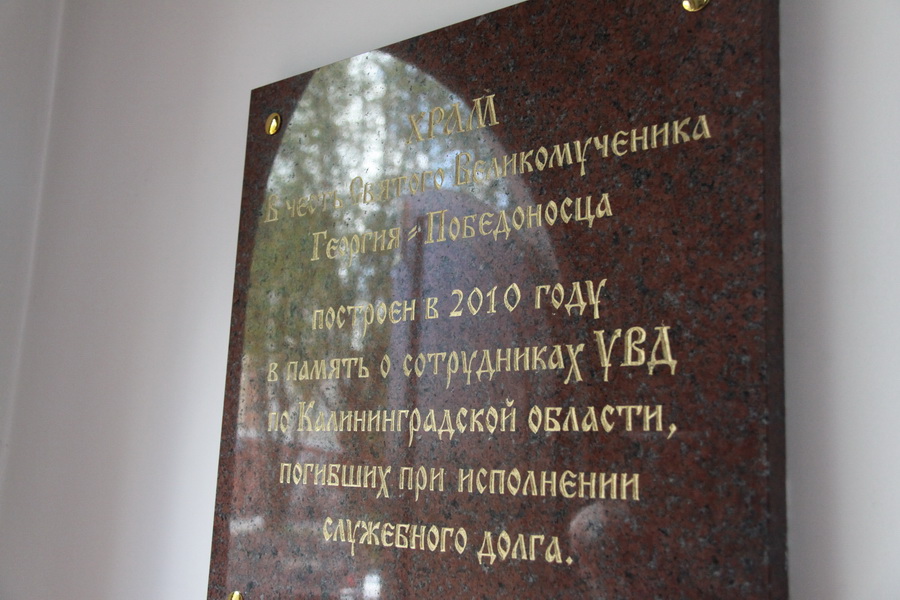 ХРАМ
в честь Святого Великомученика
Георгия - Победоносца
построен в 2010 году
в память о сотрудниках УВД
по Калининградской области,
погибших при исполнении
служебного долга.